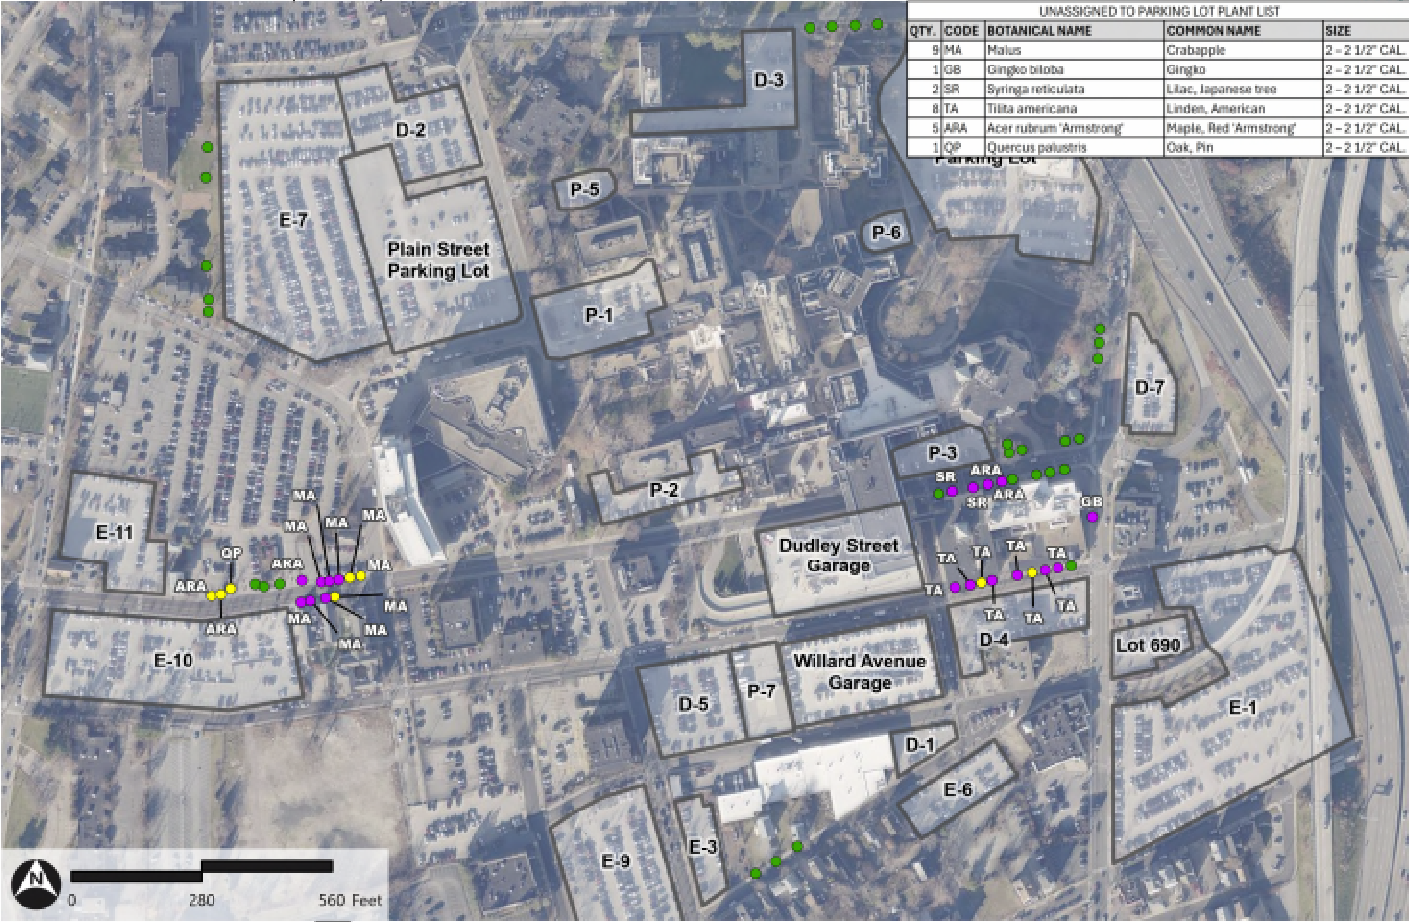 UNASSIGNED TO PARKING LOT PLANT LIST
QTY. CODE BOTANICAL NAME COMMON NAME SIZE
9 MA Malus Crabapple 2 - 2 1/2" CAL.
1 GB Gingko biloba Gingko 2 - 2 1/2" CAL.
2 SR Syringa reticulata Lilac, Japanese tree 2 - 2 1/2" CAL.
8 TA Tilita americana Linden, American 2 - 2 1/2" CAL.
5 ARA Acer rubrum 'Armstrong' Maple, Red 'Armstrong' 2 - 2 1/2" CAL.
1 QP Quercus palustris Oak, Pin 2 - 2 1/2" CAL.
Parking Lot
D-3
D-2
P-5
E-7
P-6
Plain Street
Parking Lot
P-1
D-7
P-3
ARA
SR
SR
ARA
GB
P-2
MA
MA
MA
MA
E-11
Dudley Street
Garage
QP
ARA
ARA
MA
TA
TA
TA
TA
TA
ARA
MA
MA
MA
MA
TA
TA
TA
E-10
D-4
Lot 690
Willard Avenue
Garage
D-5
P-7
E-1
D-1
E-6
E-9
E-3
N
0 280 560 Feet